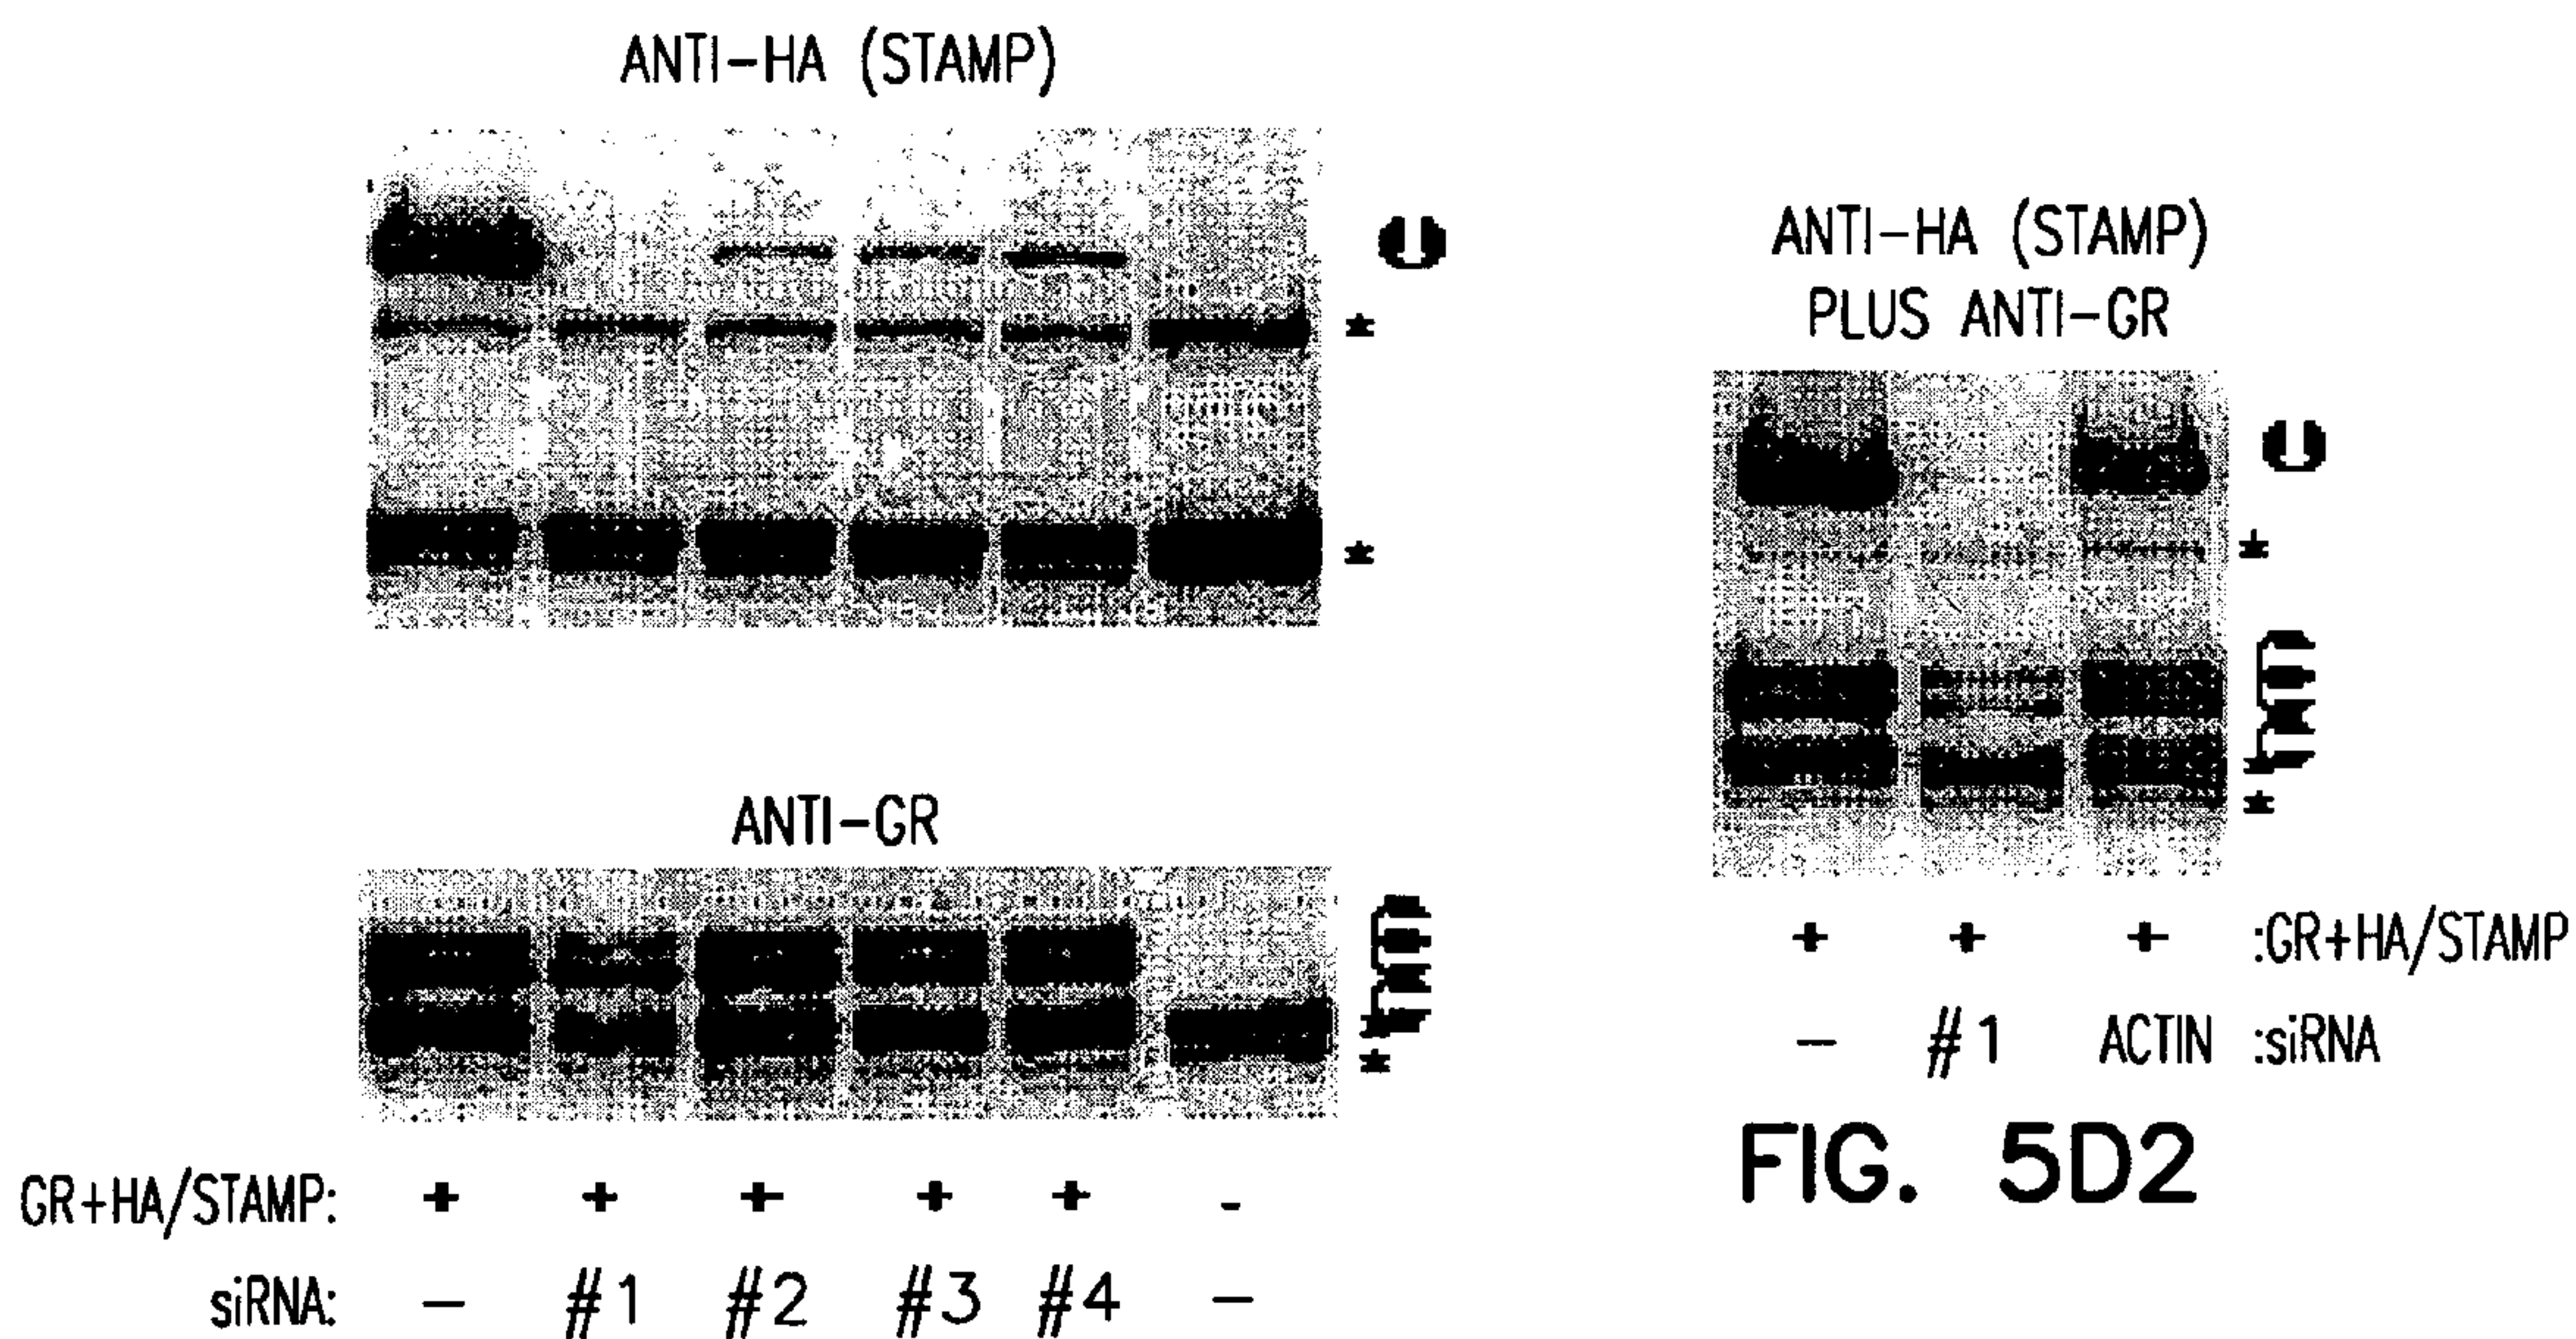 ANTI-HA (STAMP)
*
*
ANTI-GR
*
*
GR+HA/STAMP: + + + + + -
siRNA: - #1 #2 #3 #4 -
ANTI-HA (STAMP)
PLUS ANTI-GR
*
*
*
+ + + :GR+HA/STAMP
- #1 ACTIN :siRNA
FIG. 5D2